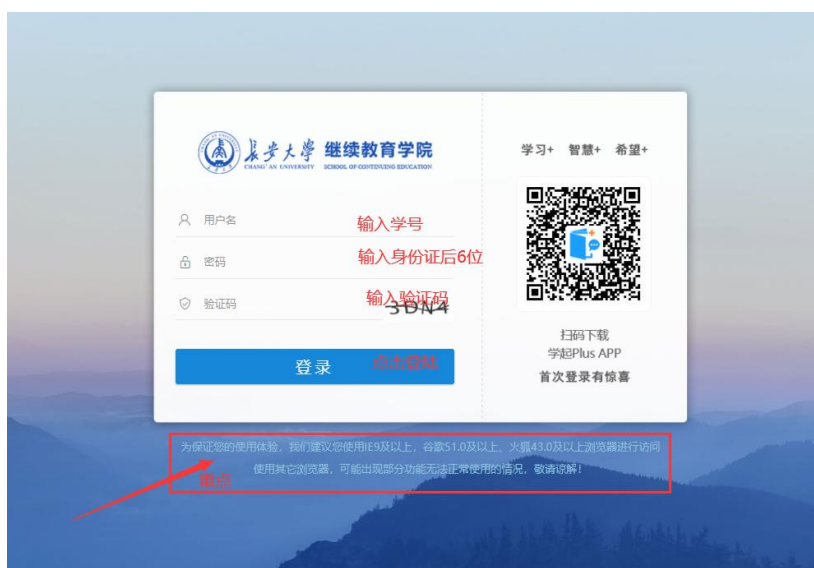 长安大学 继续教育学院
CHANG' AN UNIVERSITY SCHOOL OF CONTINUING EDUCATION
学习+ 智慧+ 希望+
用户名 输入学号
密码 输入身份证后6位
验证码 输入验证码
3DN4
登录 点击登陆
扫码下载
学起Plus APP
首次登录有惊喜
为保证您的使用体验，我们建议您使用IE9及以上，谷歌51.0及以上、火狐43.0及以上浏览器进行访问
使用其它浏览器，可能出现部分功能无法正常使用的情况，敬请谅解！
重点